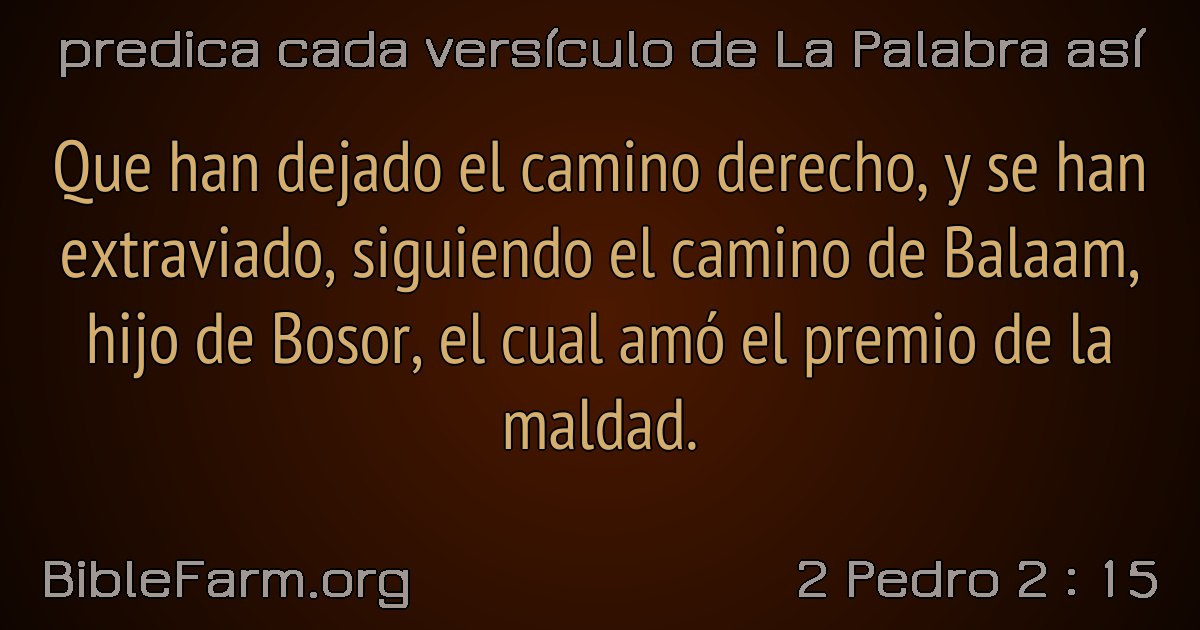 predica cada versículo de La Palabra así
Que han dejado el camino derecho, y se han
extraviado, siguiendo el camino de Balaam,
hijo de Bosor, el cual amó el premio de la
maldad.
BibleFarm.org
2 Pedro 2 : 15